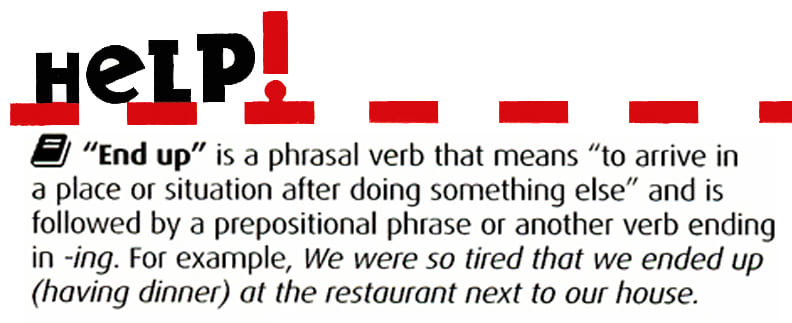 HELP!
"End up" is a phrasal verb that means "to arrive in
a place or situation after doing something else" and is
followed by a prepositional phrase or another verb ending
in -ing. For example, We were so tired that we ended up
(having dinner) at the restaurant next to our house.